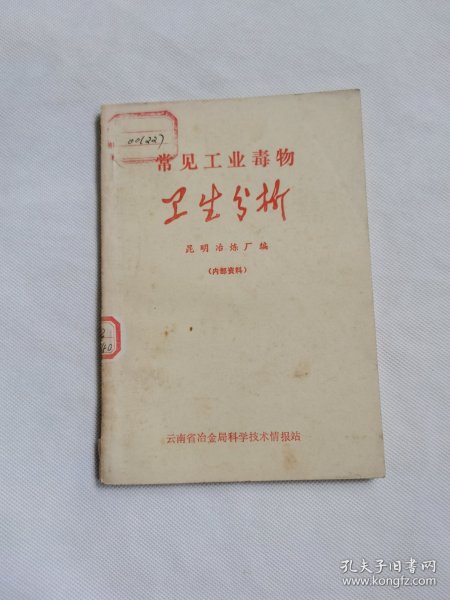 001227
常见工业毒物
卫生分析
昆明冶炼厂编
（内部资料）
云南省冶金局科学技术情报站
孔夫子旧书网
www.kongfz.com